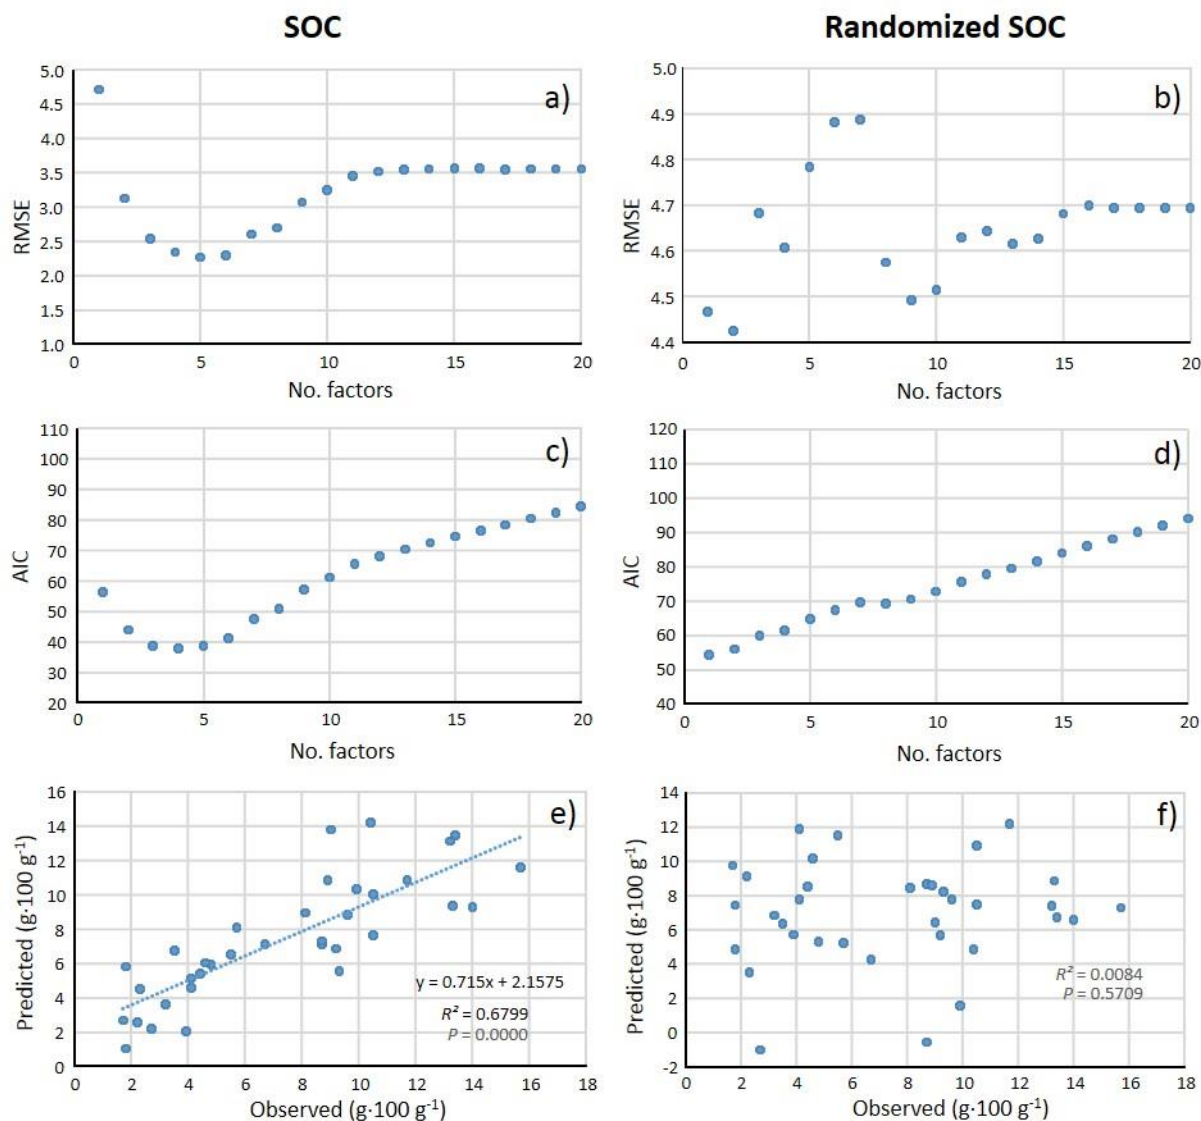 SOC
Randomized SOC
a)
5.0
4.5
4.0
3.5
3.0
2.5
2.0
1.5
1.0
RMSE
0 5 10 15 20
No. factors
b)
5.0
4.9
4.8
4.7
4.6
4.5
4.4
RMSE
0 5 10 15 20
No. factors
c)
110
100
90
80
70
60
50
40
30
20
AIC
0 5 10 15 20
No. factors
d)
120
110
100
90
80
70
60
50
40
AIC
0 5 10 15 20
No. factors
e)
16
14
12
10
8
6
4
2
0
Predicted (g·100 g⁻¹)
y = 0.715x + 2.1575
R² = 0.6799
P = 0.0000
0 2 4 6 8 10 12 14 16 18
Observed (g·100 g⁻¹)
f)
14
12
10
8
6
4
2
0
-2
Predicted (g·100 g⁻¹)
R² = 0.0084
P = 0.5709
0 2 4 6 8 10 12 14 16 18
Observed (g·100 g⁻¹)